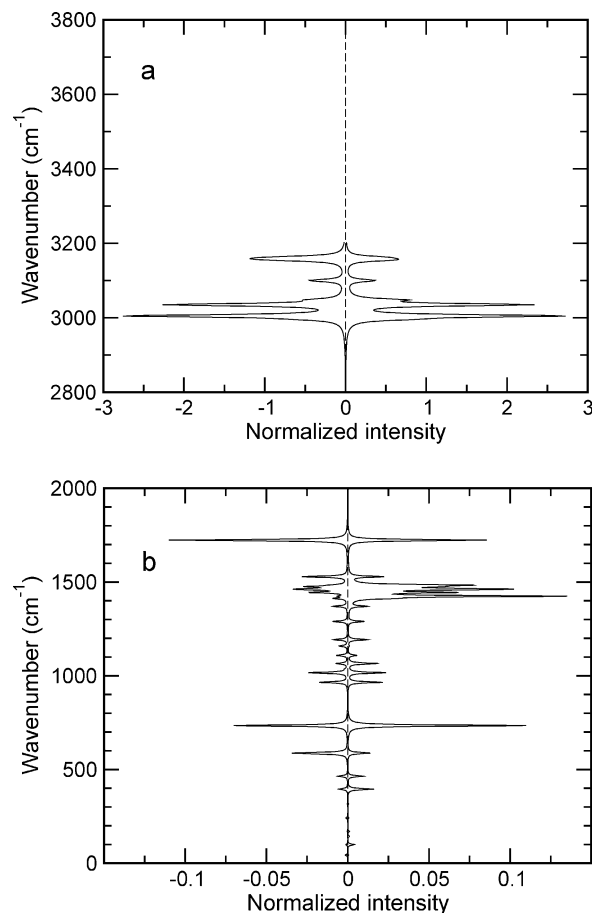 3800
3600
3400
3200
3000
2800
Wavenumber (cm-1)
a
-3 -2 -1 0 1 2 3
Normalized intensity
2000
1500
1000
500
0
Wavenumber (cm-1)
b
-0.1 -0.05 0 0.05 0.1
Normalized intensity